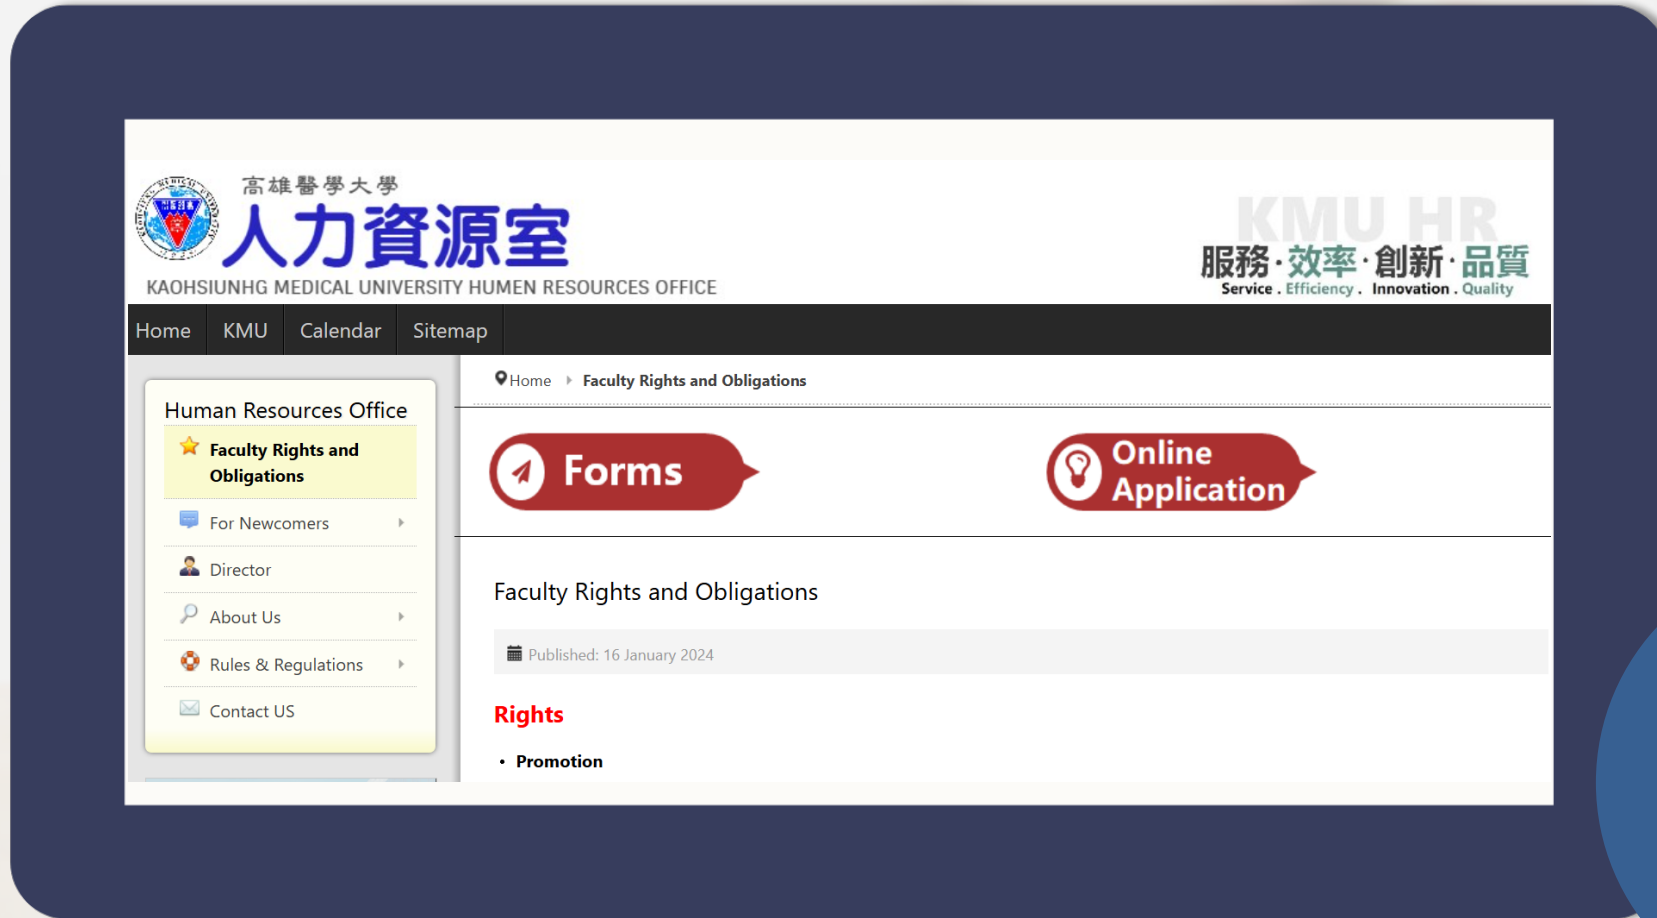 高雄醫學大學
人力資源室
KAOHSIUNHG MEDICAL UNIVERSITY HUMEN RESOURCES OFFICE
KMU HR
服務·效率·創新·品質
Service . Efficiency . Innovation . Quality
Home KMU Calendar Sitemap
Human Resources Office
Faculty Rights and
Obligations
For Newcomers
Director
About Us
Rules & Regulations
Contact US
Home Faculty Rights and Obligations
Forms
Online
Application
Faculty Rights and Obligations
Published: 16 January 2024
Rights
• Promotion